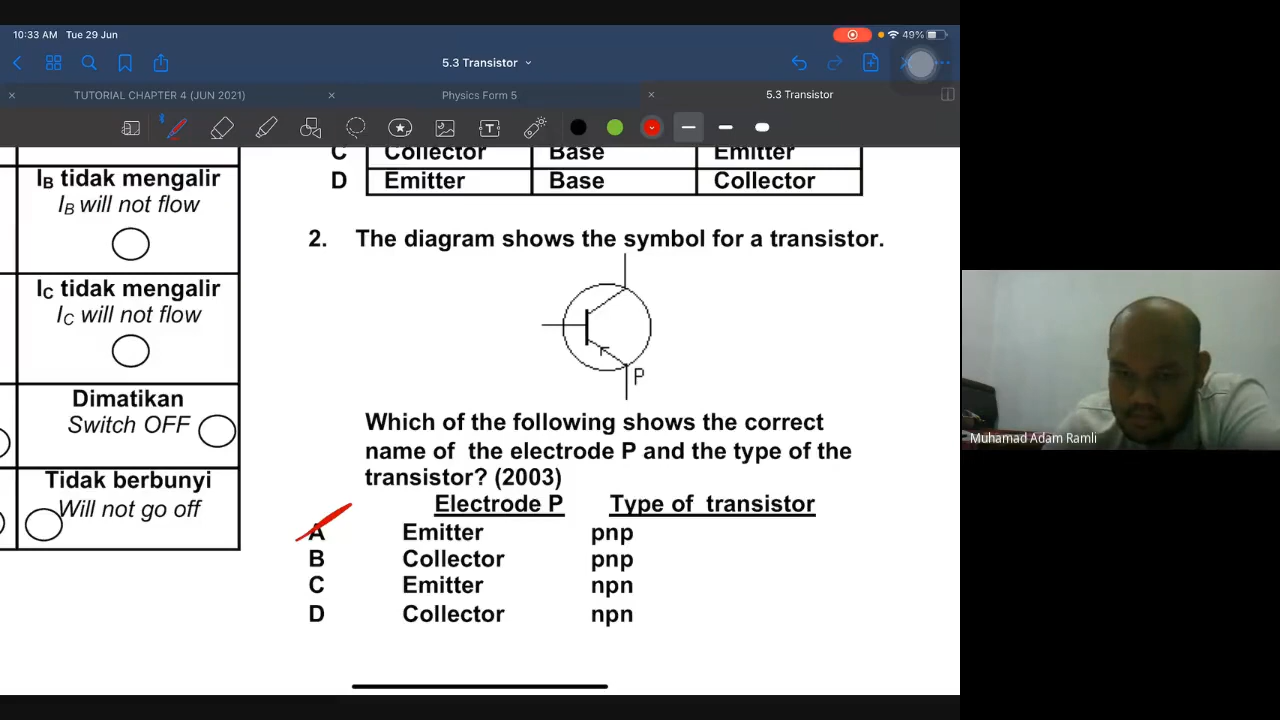 10:33 AM Tue 29 Jun
49%
5.3 Transistor
TUTORIAL CHAPTER 4 (JUN 2021)
Physics Form 5
5.3 Transistor
IB tidak mengalir
IB will not flow
IC tidak mengalir
IC will not flow
Dimatikan
Switch OFF
Tidak berbunyi
Will not go off
C Collector Base Emitter
D Emitter Base Collector
2. The diagram shows the symbol for a transistor.
P
Which of the following shows the correct
name of the electrode P and the type of the
transistor? (2003)
Electrode P Type of transistor
A Emitter pnp
B Collector pnp
C Emitter npn
D Collector npn
Muhamad Adam Ramli